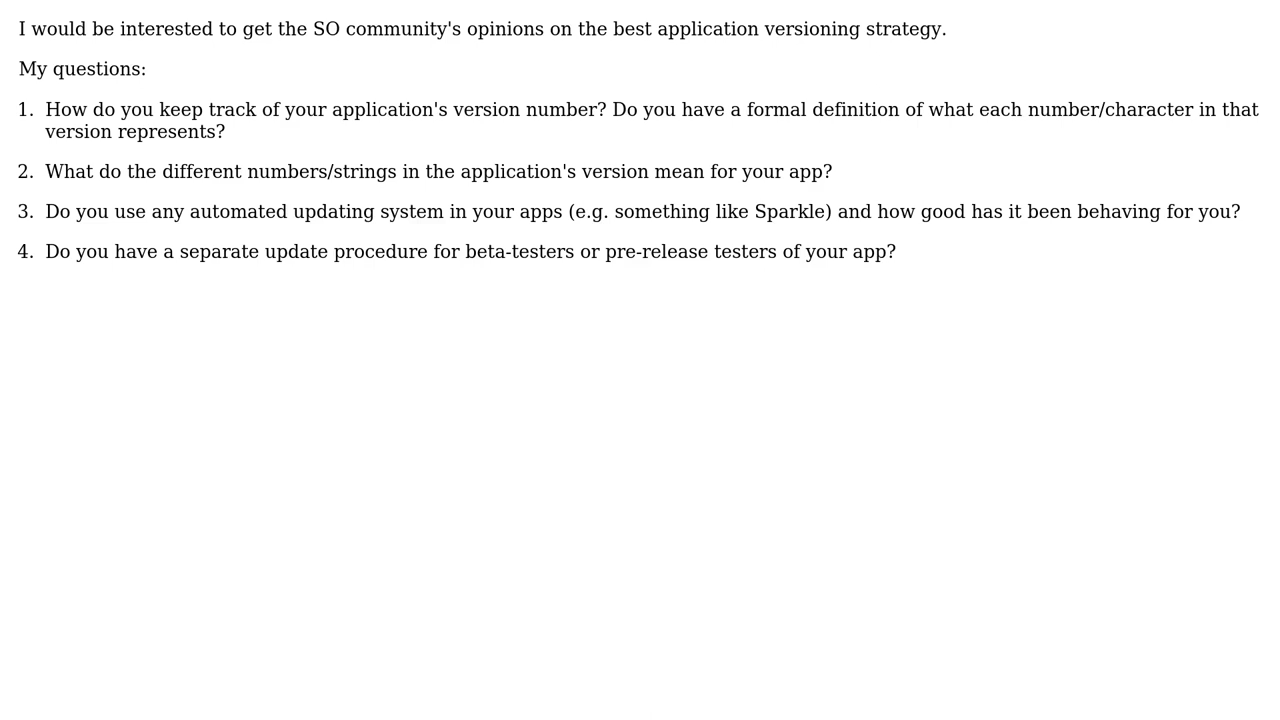 I would be interested to get the SO community's opinions on the best application versioning strategy.
My questions:
1. How do you keep track of your application's version number? Do you have a formal definition of what each number/character in that
version represents?
2. What do the different numbers/strings in the application's version mean for your app?
3. Do you use any automated updating system in your apps (e.g. something like Sparkle) and how good has it been behaving for you?
4. Do you have a separate update procedure for beta-testers or pre-release testers of your app?